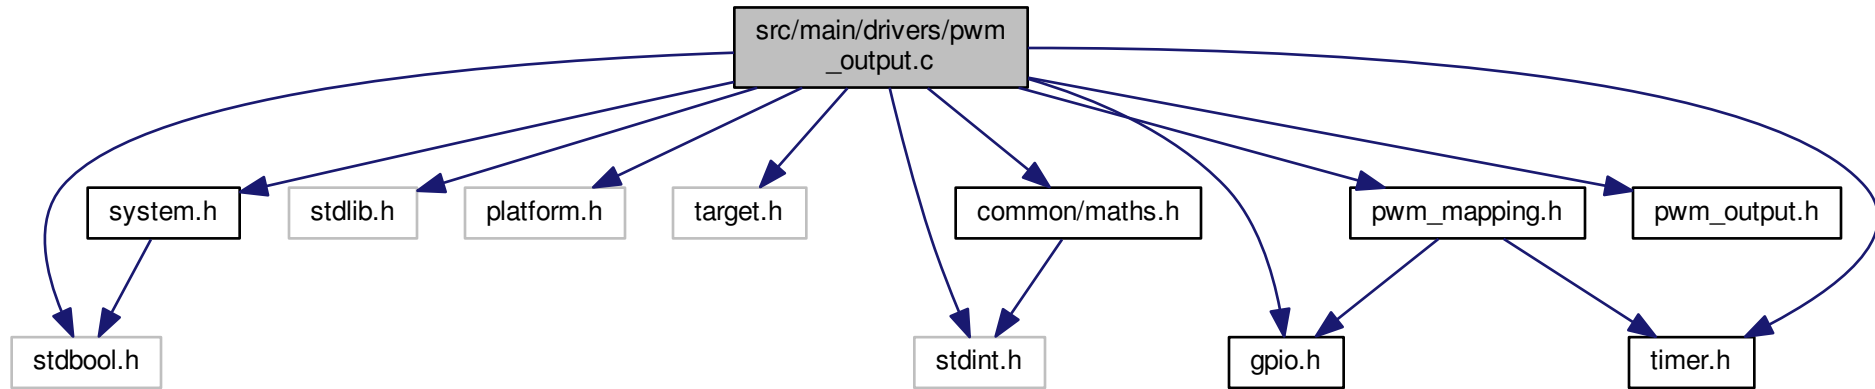 src/main/drivers/pwm
_output.c
system.h
stdlib.h
platform.h
target.h
common/maths.h
pwm_mapping.h
pwm_output.h
stdbool.h
stdint.h
gpio.h
timer.h